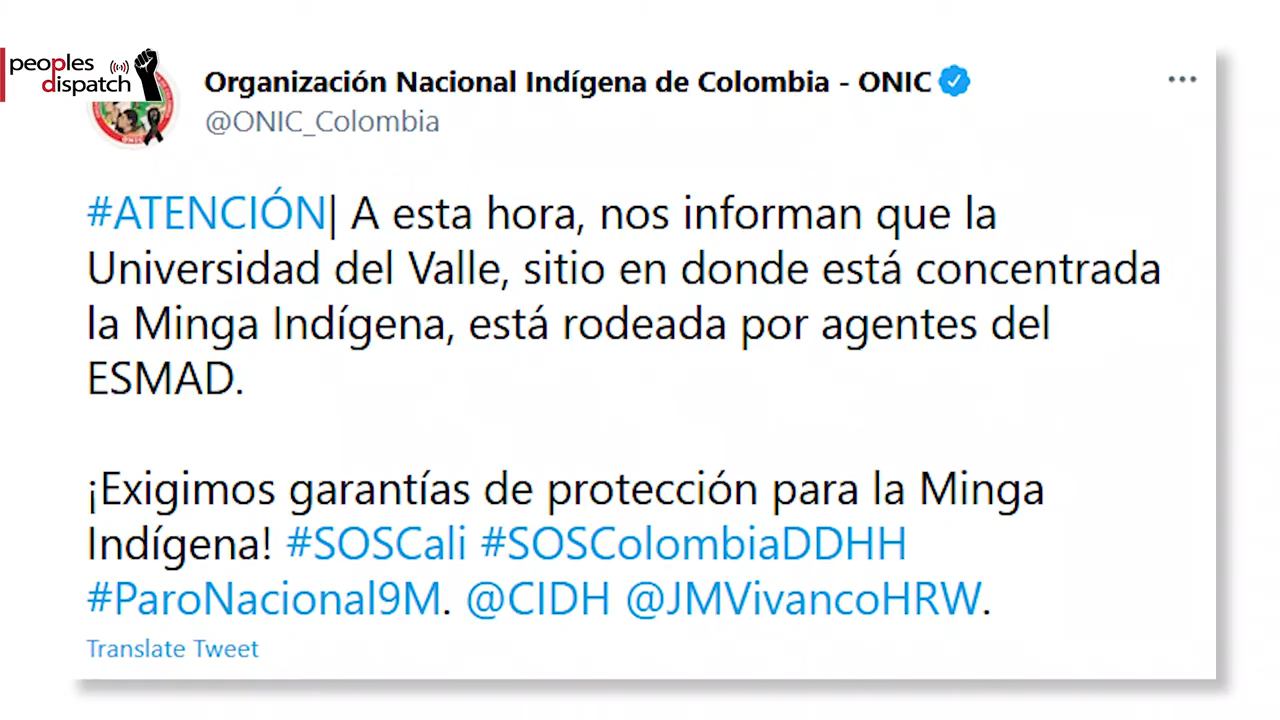 peoples
dispatch
Organización Nacional Indígena de Colombia - ONIC
@ONIC_Colombia
#ATENCIÓN| A esta hora, nos informan que la
Universidad del Valle, sitio en donde está concentrada
la Minga Indígena, está rodeada por agentes del
ESMAD.
¡Exigimos garantías de protección para la Minga
Indígena! #SOSCali #SOSColombiaDDHH
#ParoNacional9M. @CIDH @JMVivancoHRW.
Translate Tweet